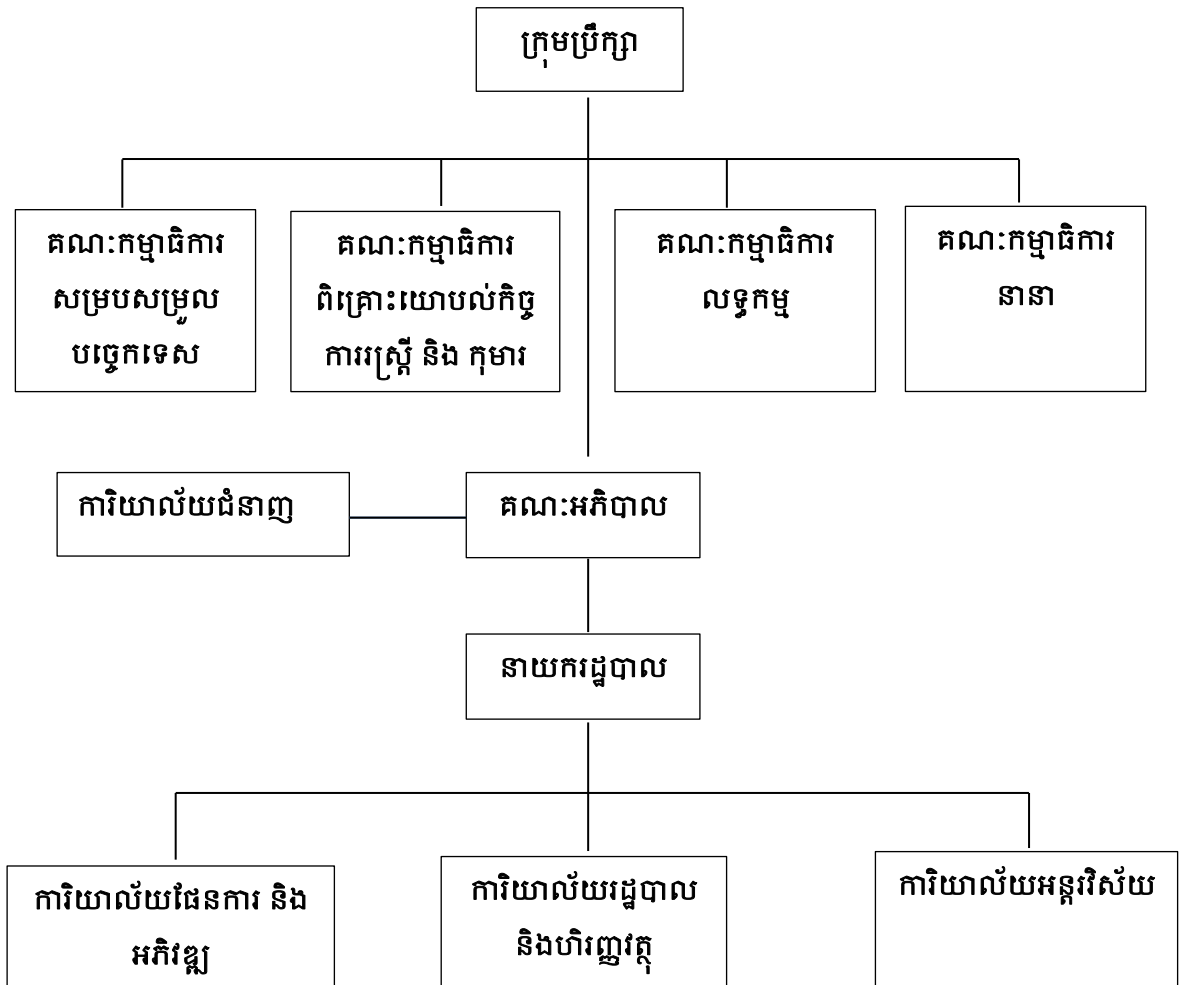 ក្រុមប្រឹក្សា
គណៈកម្មាធិការ
សម្របសម្រួល
បច្ចេកទេស
គណៈកម្មាធិការ
ពិគ្រោះយោបល់កិច្ច
ការរស្ត្រី និង កុមារ
គណៈកម្មាធិការ
លទ្ធកម្ម
គណៈកម្មាធិការ
នានា
ការិយាល័យជំនាញ
គណៈអភិបាល
នាយករដ្ឋបាល
ការិយាល័យផែនការ និង
អភិវឌ្ឍ
ការិយាល័យរដ្ឋបាល
និងហិរញ្ញវត្ថុ
ការិយាល័យអន្តរវិស័យ